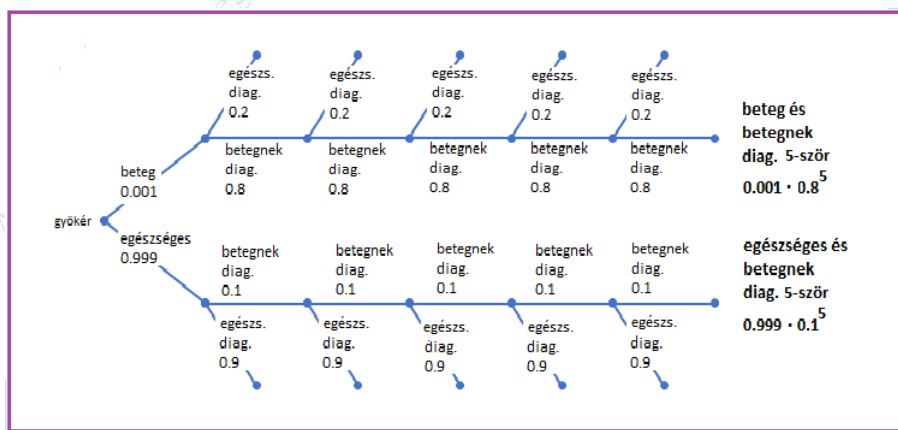 egészs. egészs. egészs. egészs. egészs.
diag. diag. diag. diag. diag.
0.2 0.2 0.2 0.2 0.2
betegnek betegnek betegnek betegnek betegnek
diag. diag. diag. diag. diag.
0.8 0.8 0.8 0.8 0.8
beteg és
betegnek
diag. 5-ször
0.001 · 0.8⁵
beteg
0.001
gyökér
egészséges
0.999
betegnek betegnek betegnek betegnek betegnek
diag. diag. diag. diag. diag.
0.1 0.1 0.1 0.1 0.1
egészs. egészs. egészs. egészs. egészs.
diag. diag. diag. diag. diag.
0.9 0.9 0.9 0.9 0.9
egészséges és
betegnek
diag. 5-ször
0.999 · 0.1⁵